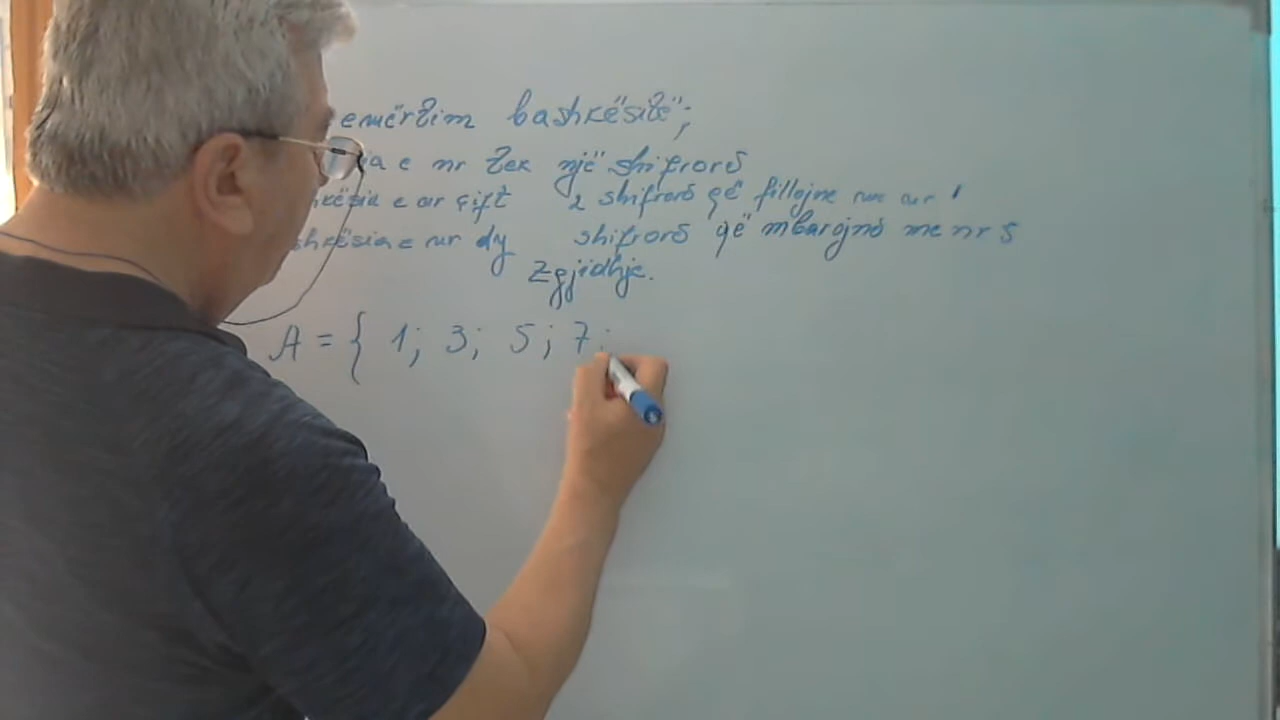 emërtim bashkësitë;
e nr tek një shifrorë
e nr çift 2 shifrorë që fillojnë me nr 1
e nr dy shifrorë që mbarojnë me nr 5
Zgjidhje.
A = { 1; 3; 5; 7;